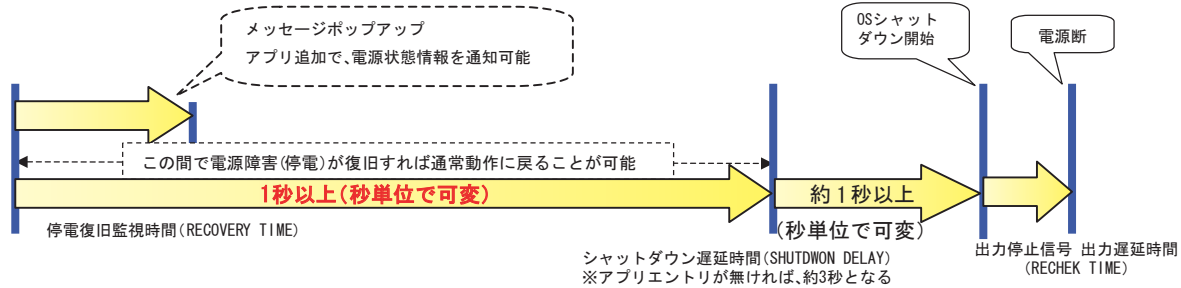 メッセージポップアップ
アプリ追加で、電源状態情報を通知可能
OSシャット
ダウン開始
電源断
この間で電源障害(停電)が復旧すれば通常動作に戻ることが可能
1秒以上(秒単位で可変)
約1秒以上
(秒単位で可変)
停電復旧監視時間(RECOVERY TIME)
シャットダウン遅延時間(SHUTDWON DELAY)
※アプリエントリが無ければ、約3秒となる
出力停止信号 出力遅延時間
(RECHEK TIME)